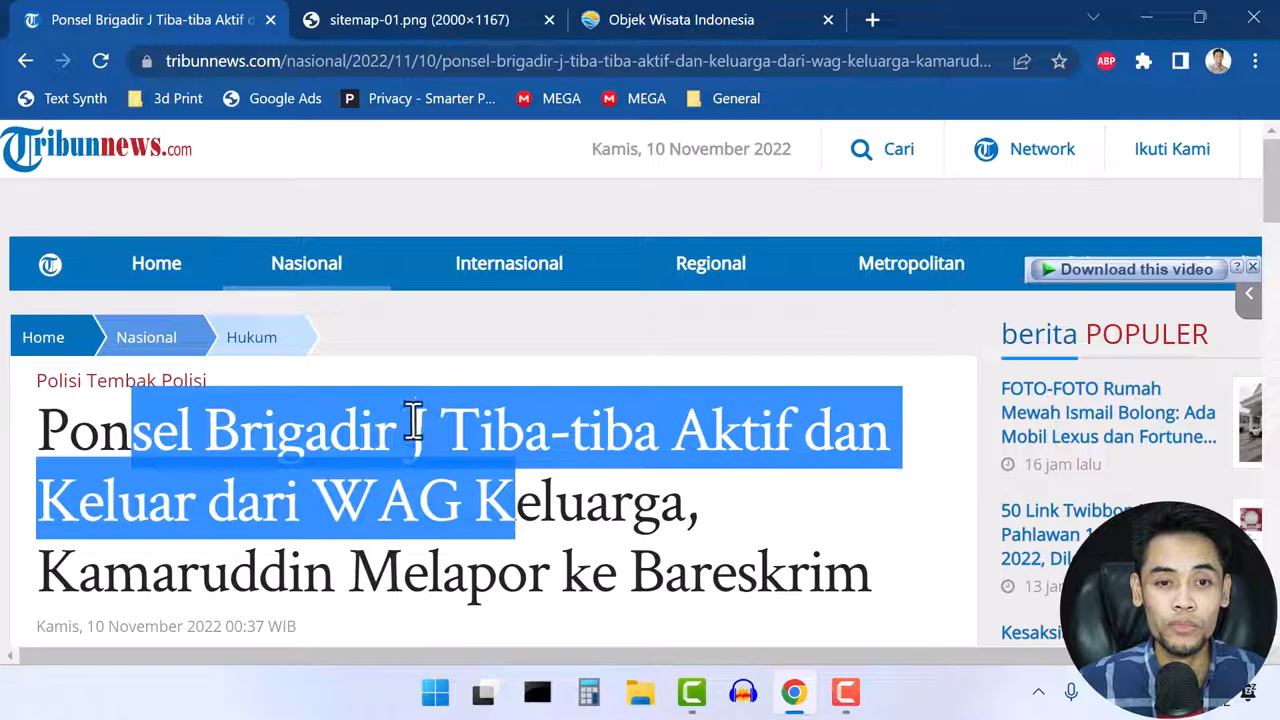 Ponsel Brigadir J Tiba-tiba Aktif d
sitemap-01.png (2000×1167)
Objek Wisata Indonesia
tribunnews.com/nasional/2022/11/10/ponsel-brigadir-j-tiba-tiba-aktif-dan-keluarga-dari-wag-keluarga-kamarud...
ABP
Text Synth
3d Print
Google Ads
P
Privacy - Smarter P...
M MEGA
M MEGA
General
Tribunnews.com
Kamis, 10 November 2022
Cari
Network
Ikuti Kami
Home
Nasional
Internasional
Regional
Metropolitan
Download this video
?
Home
Nasional
Hukum
berita POPULER
Polisi Tembak Polisi
Ponsel Brigadir J Tiba-tiba Aktif dan
Keluar dari WAG Keluarga,
Kamaruddin Melapor ke Bareskrim
Kamis, 10 November 2022 00:37 WIB
FOTO-FOTO Rumah
Mewah Ismail Bolong: Ada
Mobil Lexus dan Fortune...
16 jam lalu
50 Link Twibbon
Pahlawan 1
2022, Dil
13 jam
Kesaksi